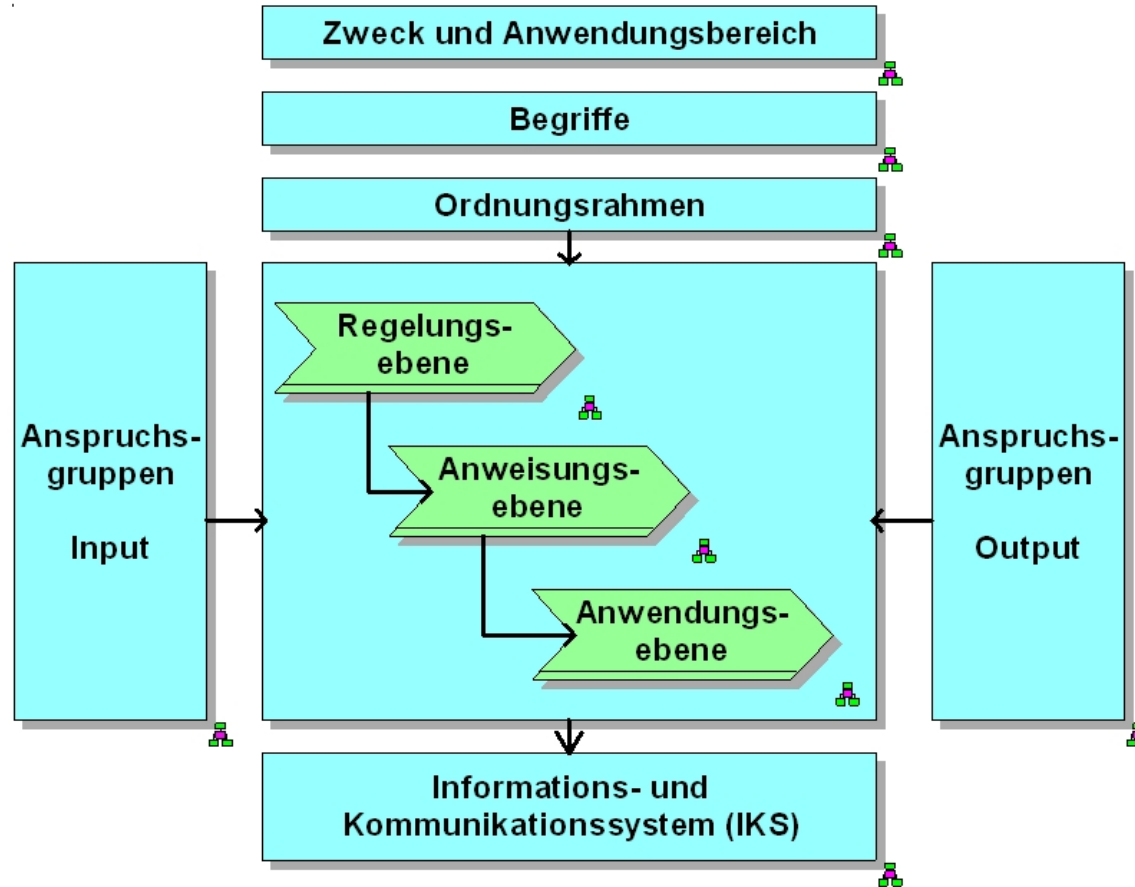 Zweck und Anwendungsbereich
Begriffe
Ordnungsrahmen
Anspruchs-
gruppen
Input
Regelungs-
ebene
Anweisungs-
ebene
Anwendungs-
ebene
Anspruchs-
gruppen
Output
Informations- und
Kommunikationssystem (IKS)